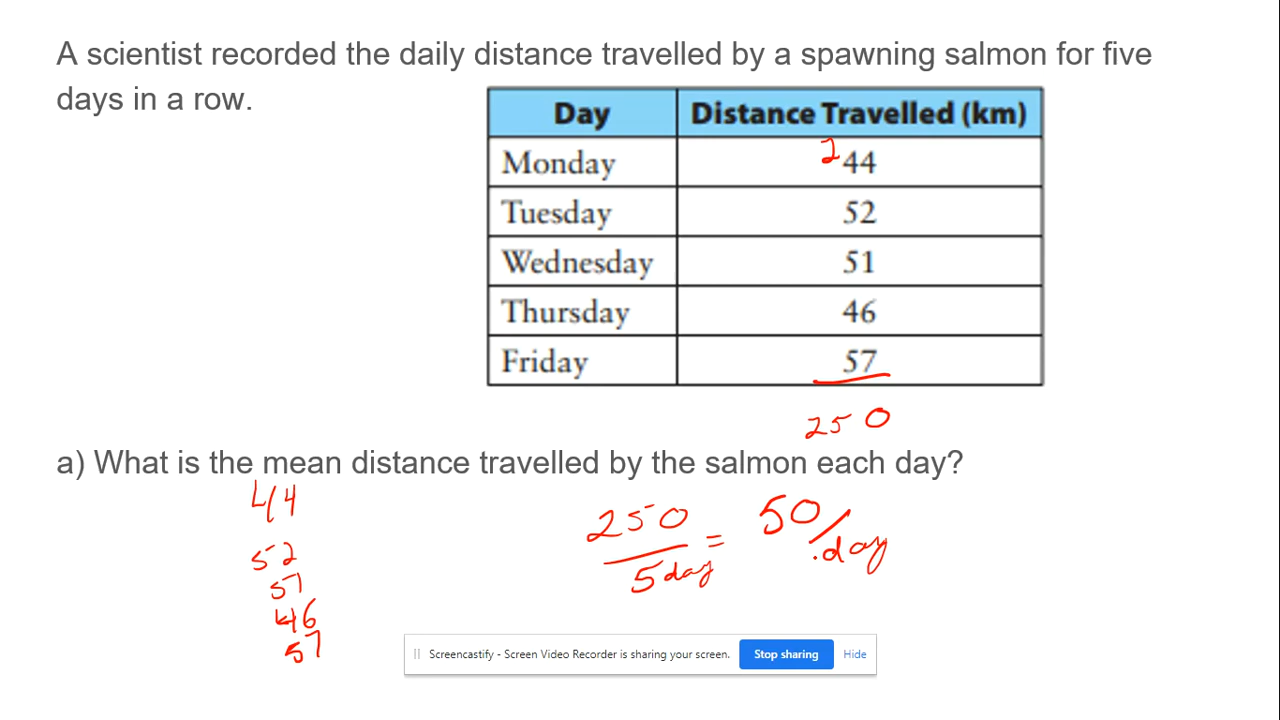 A scientist recorded the daily distance travelled by a spawning salmon for five
days in a row.
Day Distance Travelled (km)
Monday 2 44
Tuesday 52
Wednesday 51
Thursday 46
Friday 57
250
a) What is the mean distance travelled by the salmon each day?
44
52
57
46
57
250 / 5 day = 50/day
Screencastify - Screen Video Recorder is sharing your screen. Stop sharing Hide